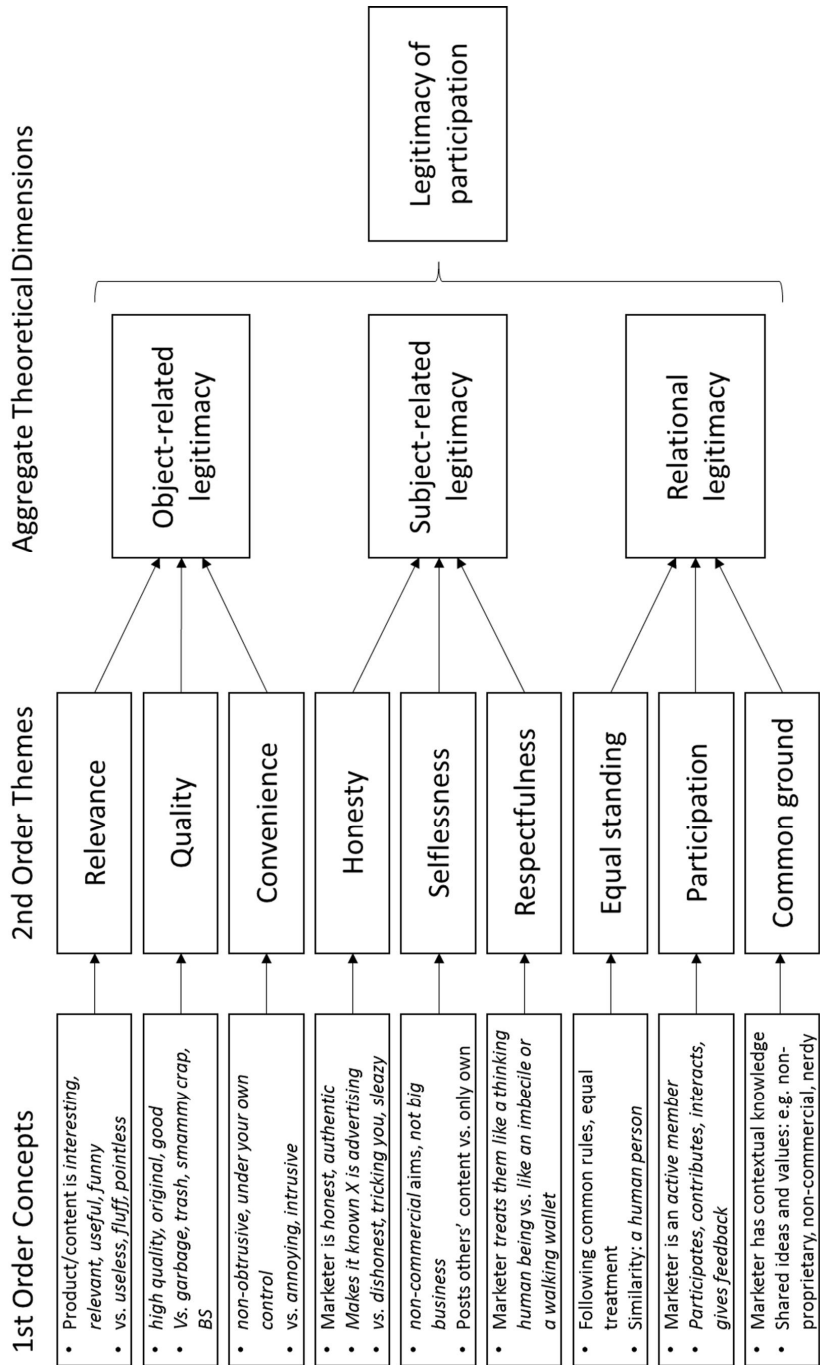 1st Order Concepts
2nd Order Themes
Aggregate Theoretical Dimensions
• Product/content is interesting,
relevant, useful, funny
• vs. useless, fluff, pointless
Relevance
• high quality, original, good
• Vs. garbage, trash, smammy crap,
BS
Quality
• non-obtrusive, under your own
control
• vs. annoying, intrusive
Convenience
Object-related
legitimacy
• Marketer is honest, authentic
• Makes it known X is advertising
• vs. dishonest, tricking you, sleazy
Honesty
• non-commercial aims, not big
business
• Posts others’ content vs. only own
Selflessness
• Marketer treats them like a thinking
human being vs. like an imbecile or
a walking wallet
Respectfulness
Subject-related
legitimacy
• Following common rules, equal
treatment
• Similarity: a human person
Equal standing
• Marketer is an active member
• Participates, contributes, interacts,
gives feedback
Participation
• Marketer has contextual knowledge
• Shared ideas and values: e.g. non-
proprietary, non-commercial, nerdy
Common ground
Relational
legitimacy
Legitimacy of
participation